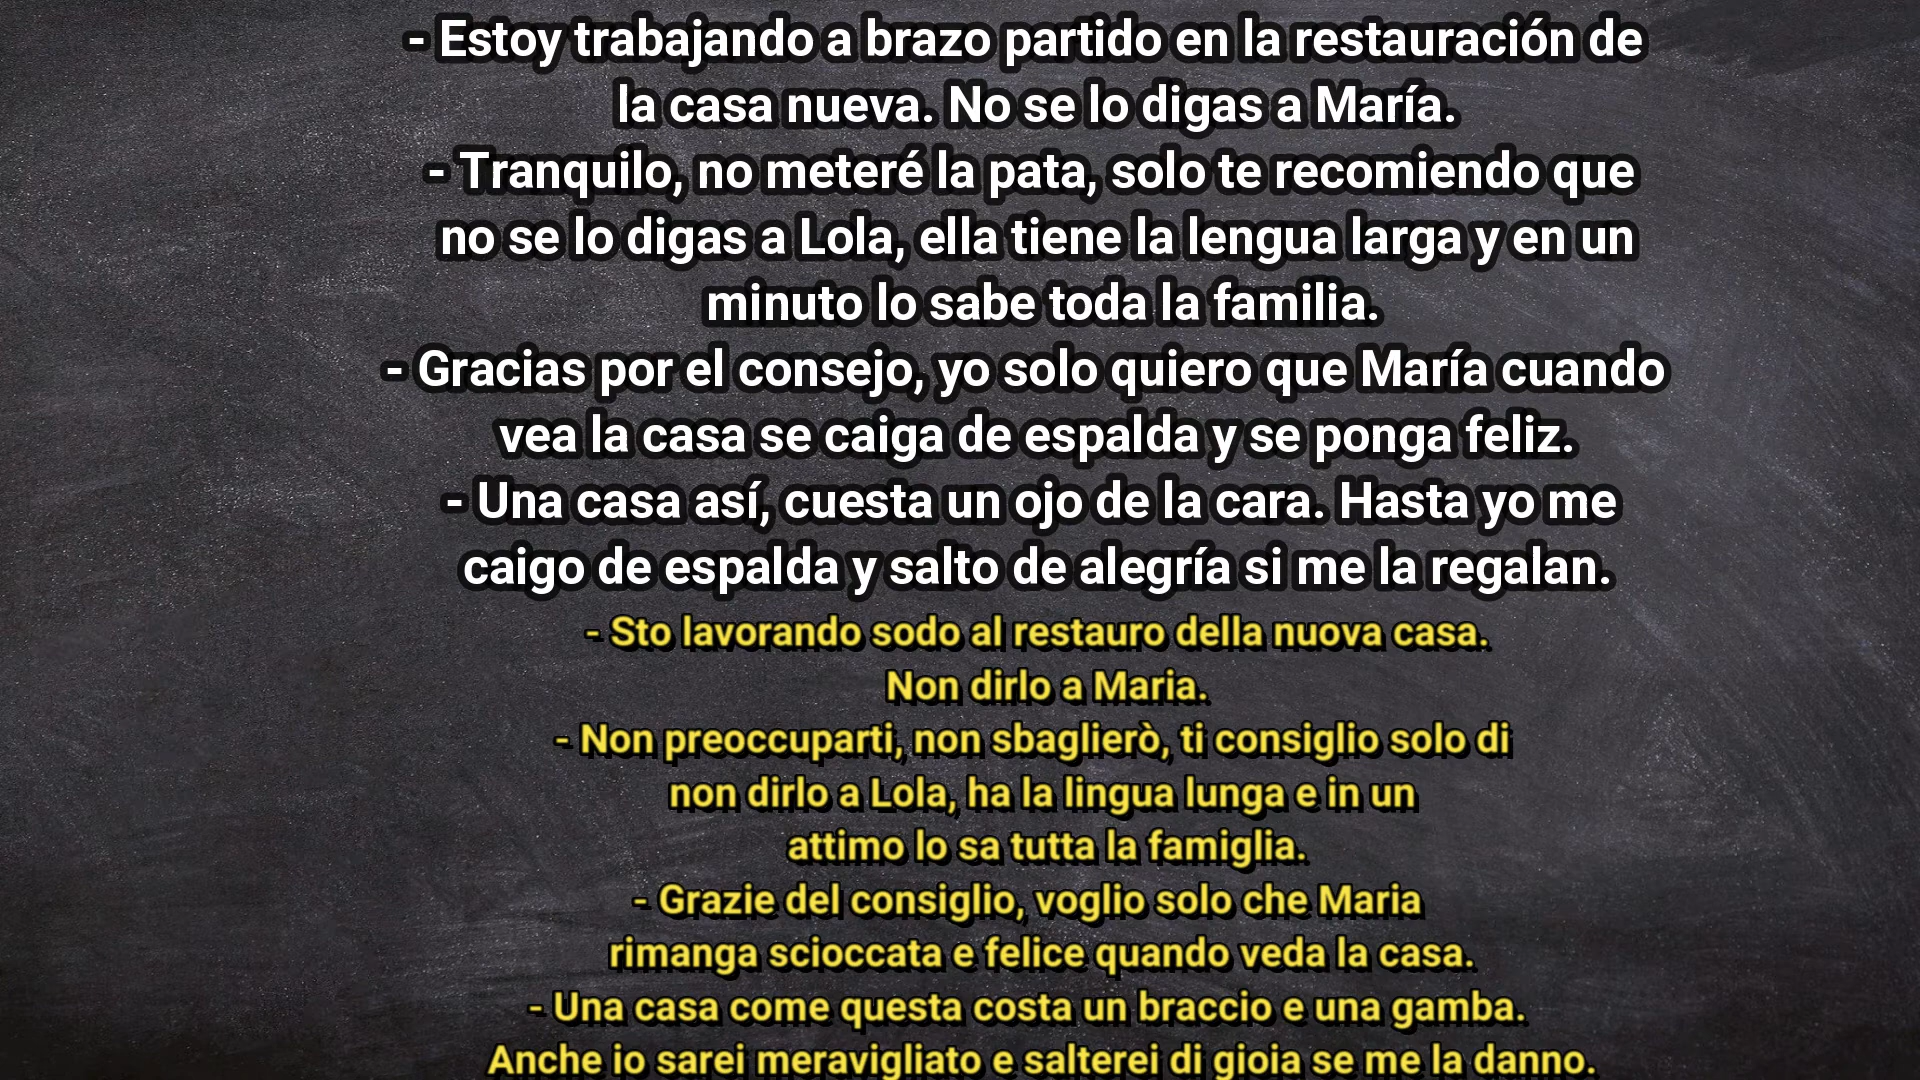 - Estoy trabajando a brazo partido en la restauración de
la casa nueva. No se lo digas a María.
- Tranquilo, no meteré la pata, solo te recomiendo que
no se lo digas a Lola, ella tiene la lengua larga y en un
minuto lo sabe toda la familia.
- Gracias por el consejo, yo solo quiero que María cuando
vea la casa se caiga de espalda y se ponga feliz.
- Una casa así, cuesta un ojo de la cara. Hasta yo me
caigo de espalda y salto de alegría si me la regalan.
- Sto lavorando sodo al restauro della nuova casa.
Non dirlo a Maria.
- Non preoccuparti, non sbaglierò, ti consiglio solo di
non dirlo a Lola, ha la lingua lunga e in un
attimo lo sa tutta la famiglia.
- Grazie del consiglio, voglio solo che Maria
rimanga scioccata e felice quando veda la casa.
- Una casa come questa costa un braccio e una gamba.
Anche io sarei meravigliato e salterei di gioia se me la danno.